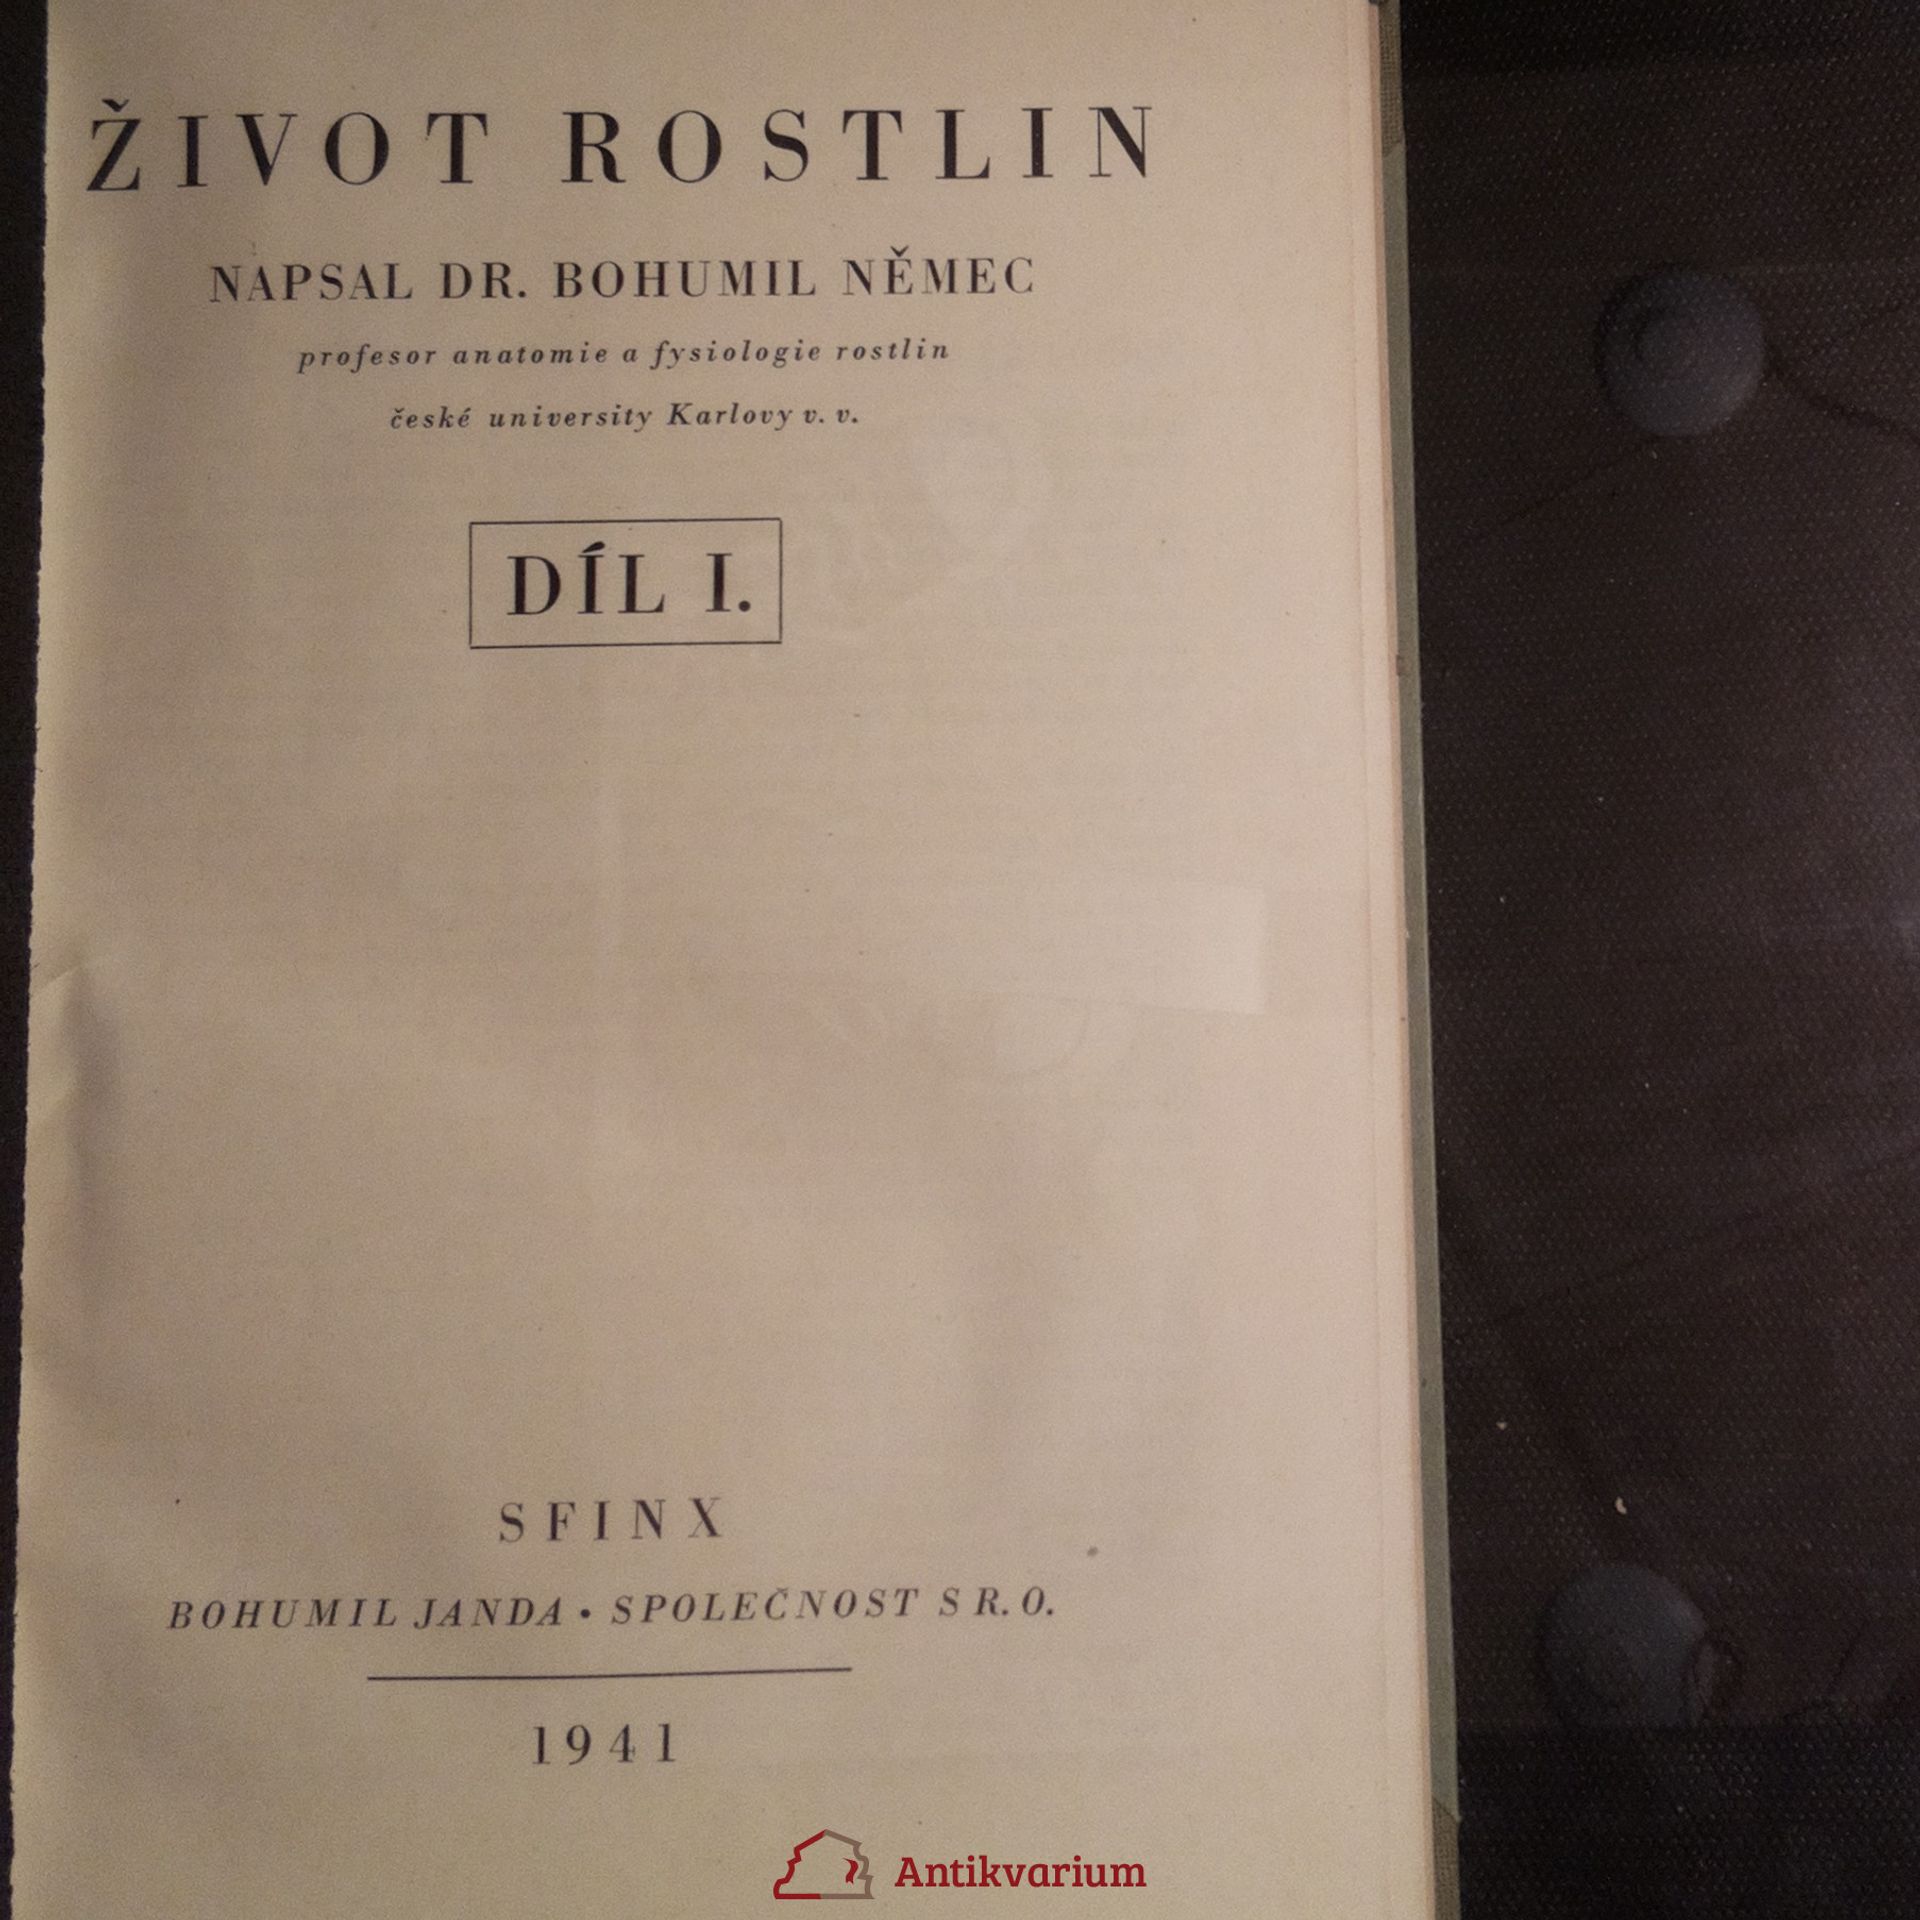 ŽIVOT ROSTLIN
NAPSAL DR. BOHUMIL NĚMEC
profesor anatomie a fysiologie rostlin
české university Karlovy v. v.
DÍL I.
SFINX
BOHUMIL JANDA • SPOLEČNOST S R. O.
1941
Antikvarium